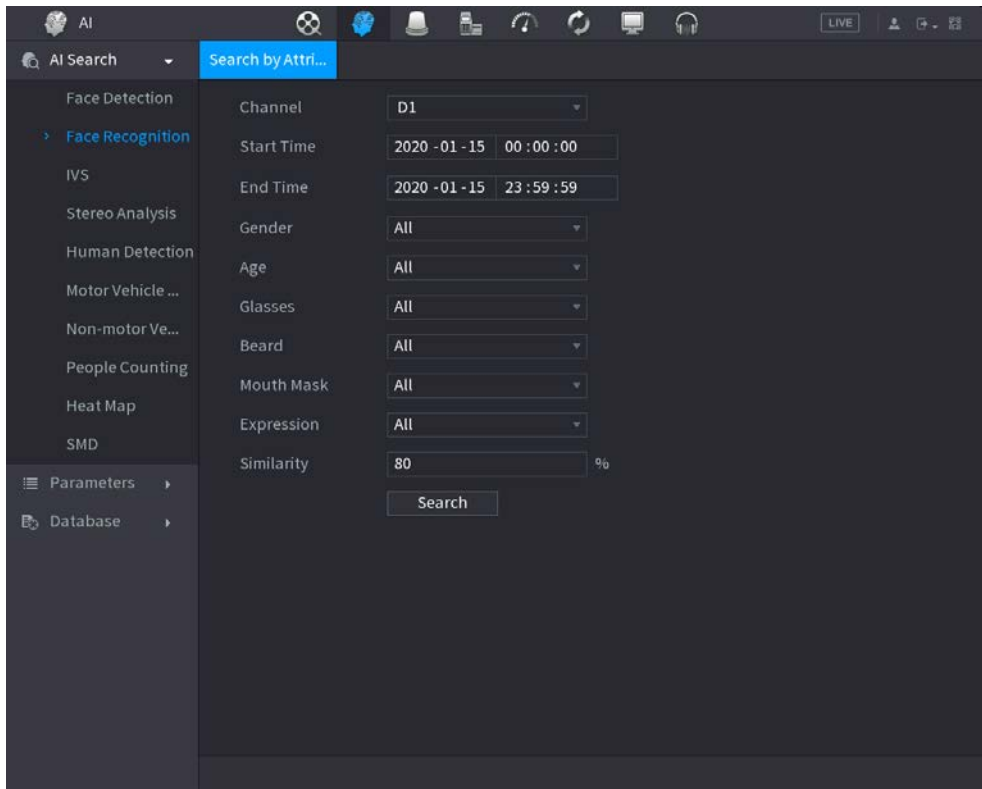 AI
LIVE
AI Search
Search by Attri...
Face Detection
Face Recognition
IVS
Stereo Analysis
Human Detection
Motor Vehicle ...
Non-motor Ve...
People Counting
Heat Map
SMD
Parameters
Database
Channel D1
Start Time 2020 -01 -15 00 :00 :00
End Time 2020 -01 -15 23 :59 :59
Gender All
Age All
Glasses All
Beard All
Mouth Mask All
Expression All
Similarity 80 %
Search